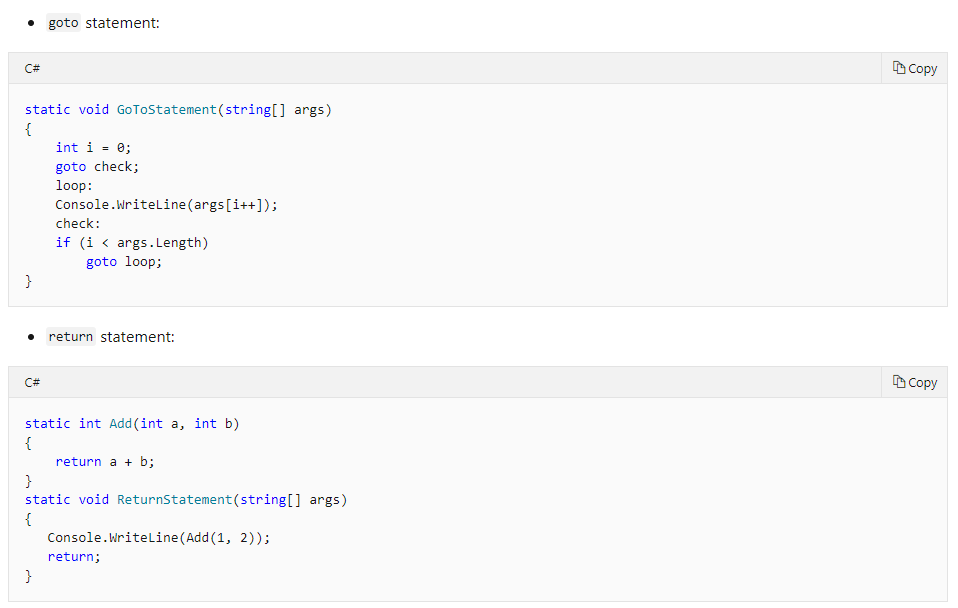 • goto statement:
C# Copy
static void GoToStatement(string[] args)
{
    int i = 0;
    goto check;
    loop:
    Console.WriteLine(args[i++]);
    check:
    if (i < args.Length)
        goto loop;
}
• return statement:
C# Copy
static int Add(int a, int b)
{
    return a + b;
}
static void ReturnStatement(string[] args)
{
   Console.WriteLine(Add(1, 2));
   return;
}